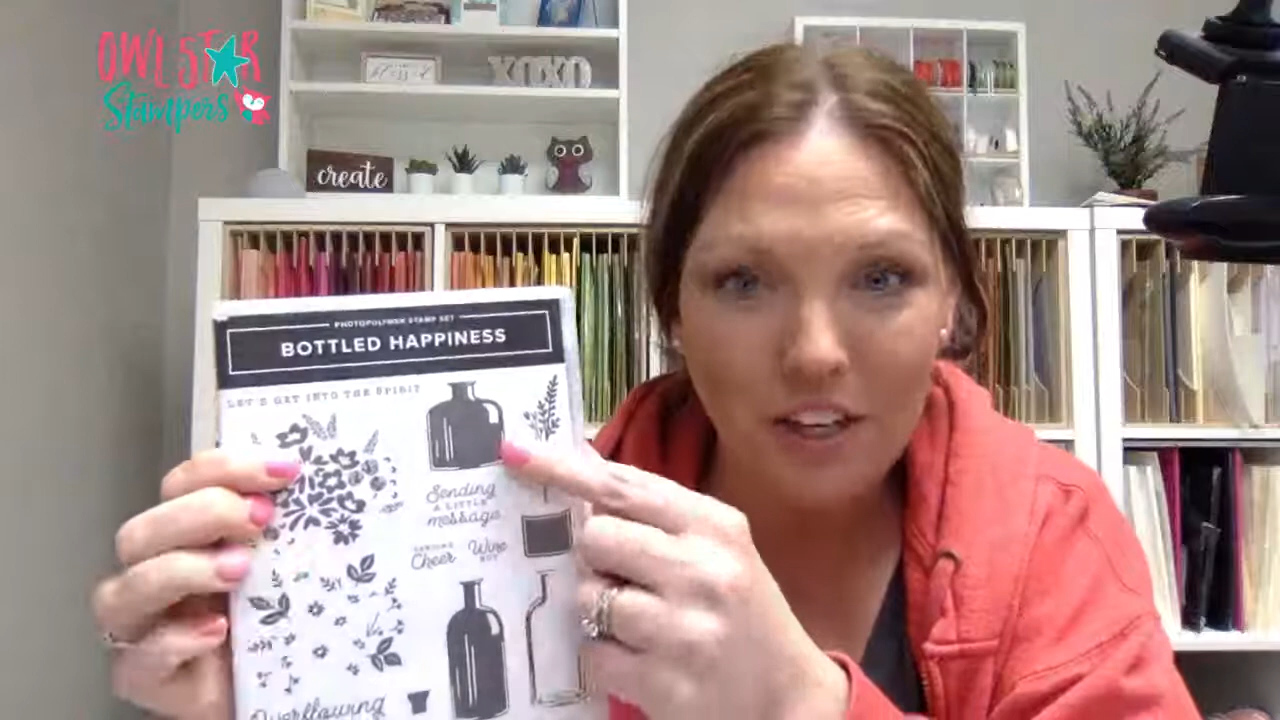 OWL STAR
Stampers
XOXO
create
PHOTOPOLYMER STAMP SET
BOTTLED HAPPINESS
LET'S GET INTO THE SPIRIT
Sending
A LITTLE
message
Cheer
Wine
NOT
Overflowing